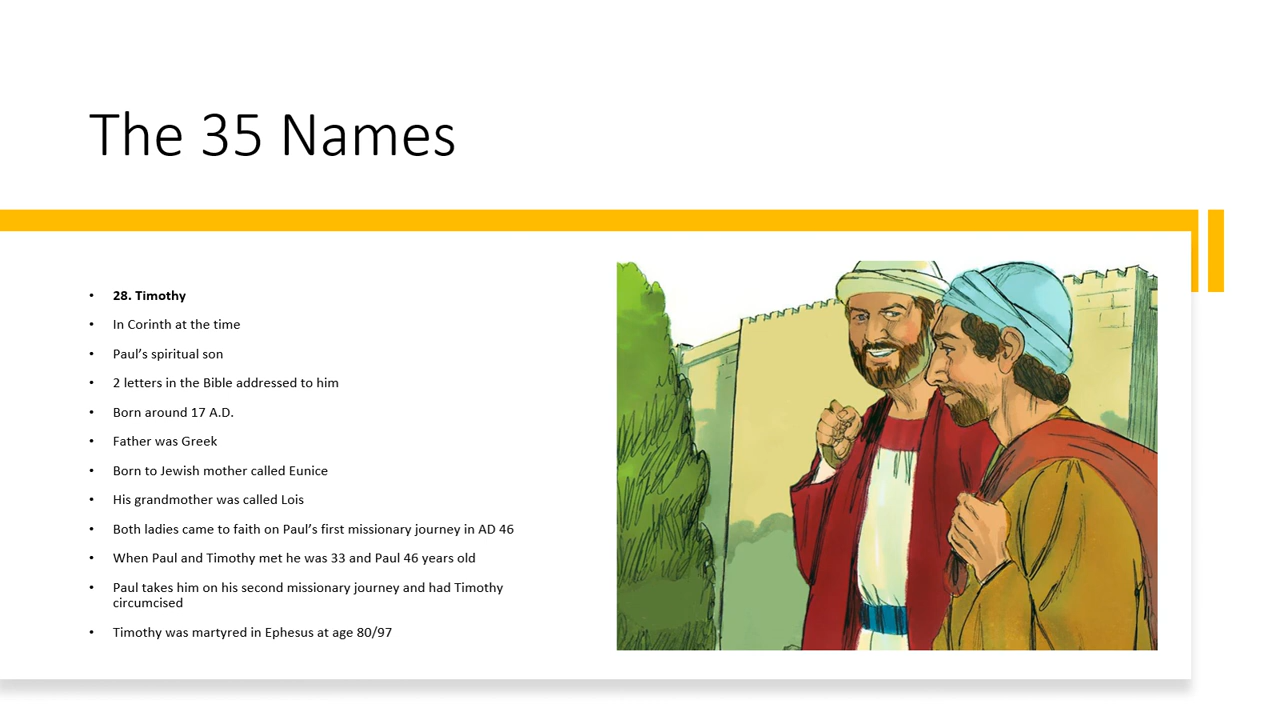 The 35 Names
• 28. Timothy
• In Corinth at the time
• Paul’s spiritual son
• 2 letters in the Bible addressed to him
• Born around 17 A.D.
• Father was Greek
• Born to Jewish mother called Eunice
• His grandmother was called Lois
• Both ladies came to faith on Paul’s first missionary journey in AD 46
• When Paul and Timothy met he was 33 and Paul 46 years old
• Paul takes him on his second missionary journey and had Timothy
circumcised
• Timothy was martyred in Ephesus at age 80/97